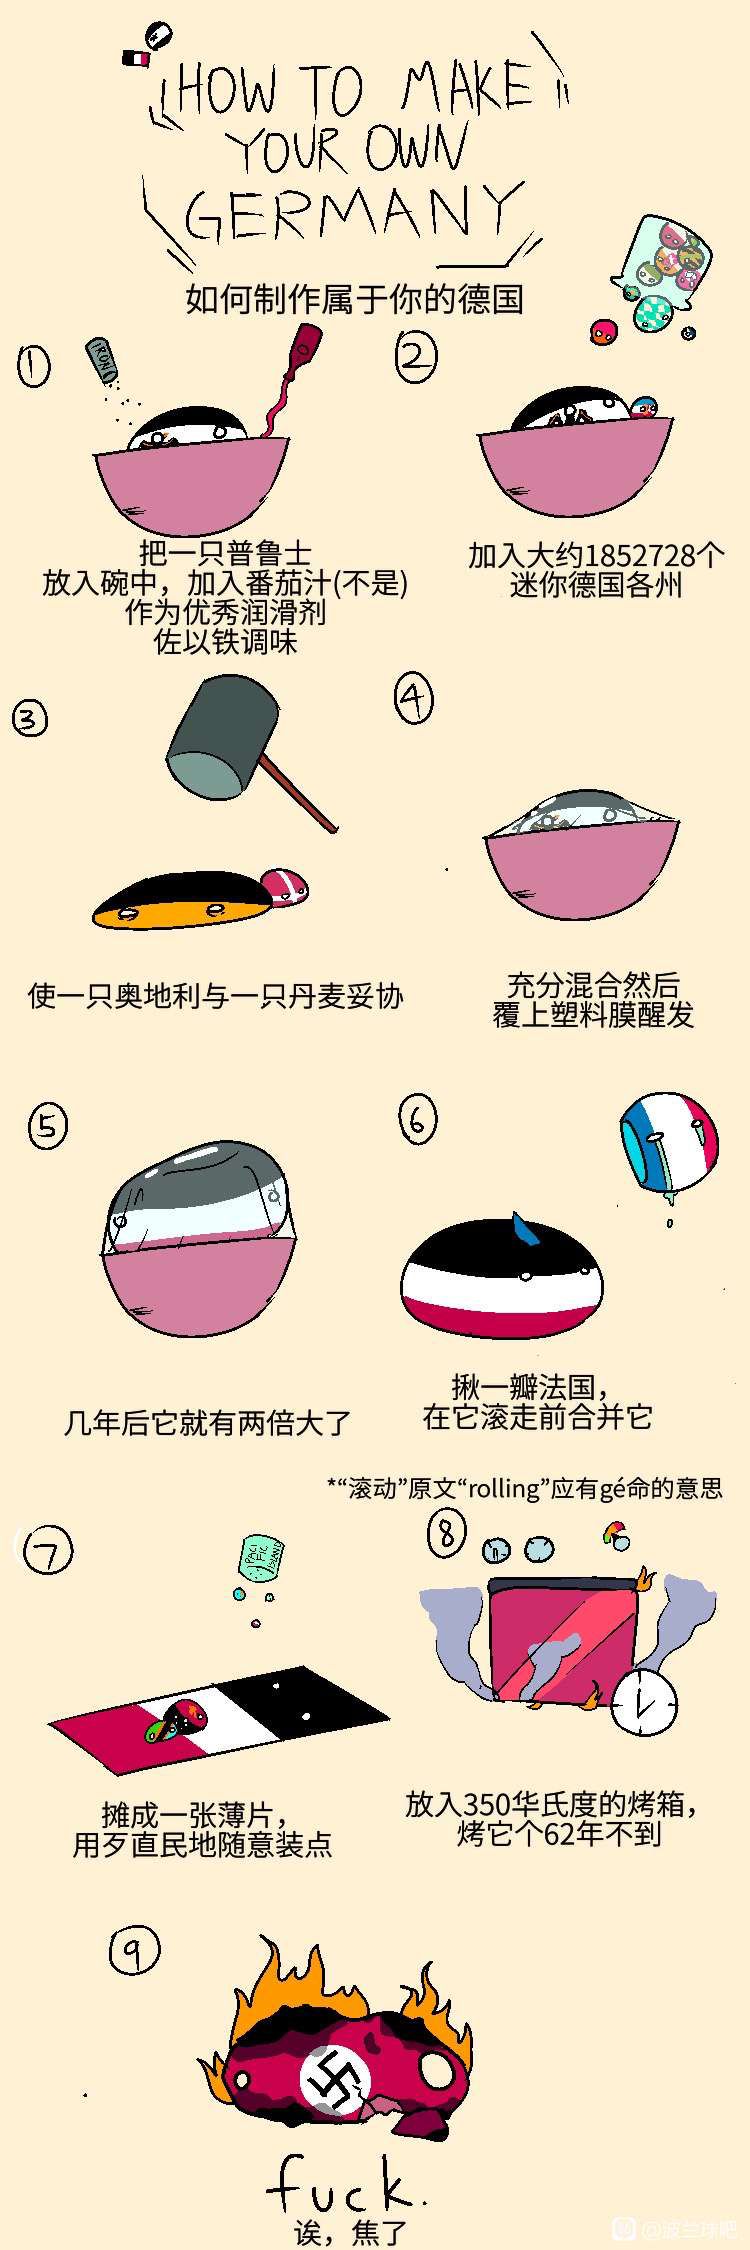 HOW TO MAKE
YOUR OWN
GERMANY
如何制作属于你的德国
①
IRON
把一只普鲁士
放入碗中，加入番茄汁(不是)
作为优秀润滑剂
佐以铁调味
②
加入大约1852728个
迷你德国各州
③
使一只奥地利与一只丹麦妥协
④
充分混合然后
覆上塑料膜醒发
⑤
几年后它就有两倍大了
⑥
揪一瓣法国，
在它滚走前合并它
*“滚动”原文“rolling”应有gé命的意思
⑦
PACI
FIC
ISLAND
摊成一张薄片，
用歹直民地随意装点
⑧
放入350华氏度的烤箱，
烤它个62年不到
⑨
fuck.
诶，焦了
@波兰球吧